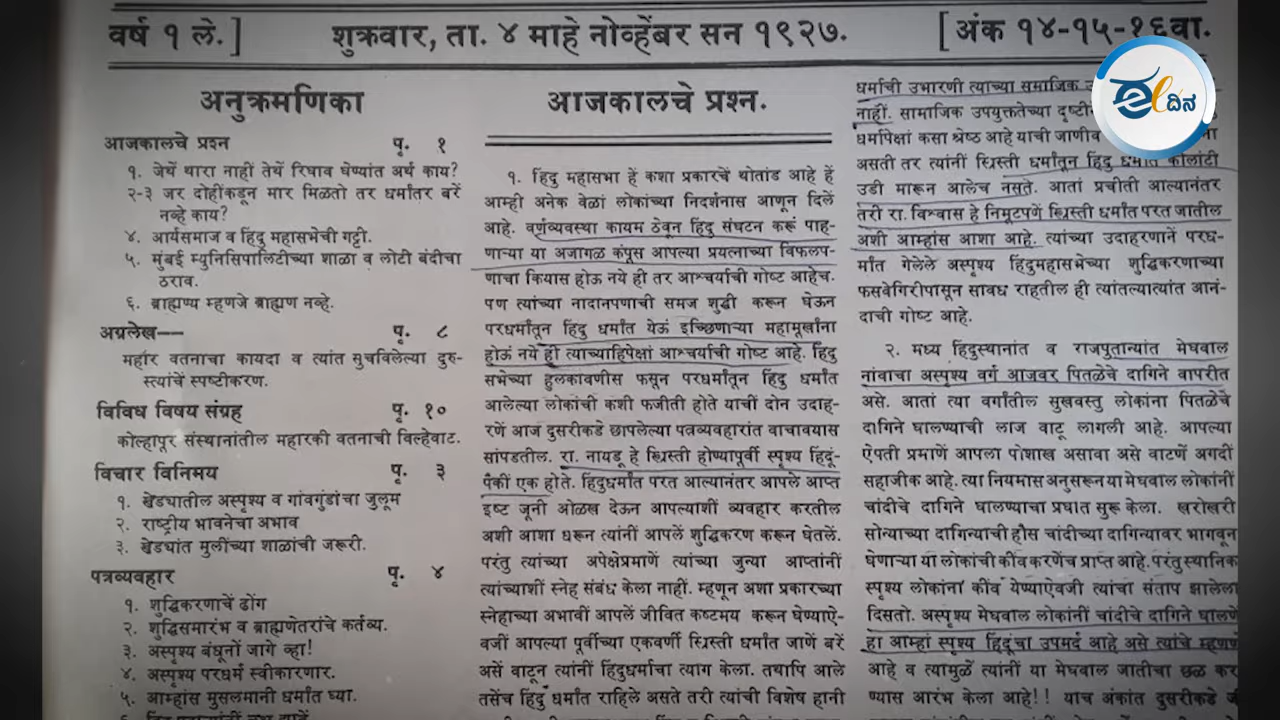 वर्ष १ ले.]
शुक्रवार, ता. ४ माहे नोव्हेंबर सन १९२७.
[अंक १४-१५-१६वा.
अनुक्रमणिका
आजकालचे प्रश्न पृ. १
१. जेथें थारा नाहीं तेथें रिघाव घेण्यांत अर्थ काय?
२-३ जर दोहींकडून मार मिळतो तर धर्मांतर बरें
नव्हे काय?
४. आर्यसमाज व हिंदु महासभेची गट्टी.
५. मुंबई म्युनिसिपालिटीच्या शाळा व लोटी बंदीचा
ठराव.
६. ब्राह्मण्य म्हणजे ब्राह्मण नव्हे.
अग्रलेख— पृ. ८
महार वतनाचा कायदा व त्यांत सुचविलेल्या दुरु-
स्त्यांचें स्पष्टीकरण.
विविध विषय संग्रह पृ. १०
कोल्हापूर संस्थानांतील महारकी वतनाची विल्हेवाट.
विचार विनिमय पृ. ३
१. खेड्यातील अस्पृश्य व गांवगुंडांचा जुलूम
२. राष्ट्रीय भावनेचा अभाव
३. खेड्यांत मुलींच्या शाळांची जरूरी.
पत्रव्यवहार पृ. ४
१. शुद्धिकरणाचें ढोंग
२. शुद्धिसमारंभ व ब्राह्मणेतरांचे कर्तव्य.
३. अस्पृश्य बंधूनों जागे व्हा!
४. अस्पृश्य परधर्म स्वीकारणार.
५. आम्हांस मुसलमानी धर्मांत घ्या.
आजकालचे प्रश्न.
१. हिंदु महासभा हें कशा प्रकारचें थोतांड आहे हें
आम्ही अनेक वेळां लोकांच्या निदर्शनास आणून दिलें
आहे. वर्णव्यवस्था कायम ठेवून हिंदु संघटन करूं पाह-
णाऱ्या या अजागळ कंपूस आपल्या प्रयत्नाच्या विफलप-
णाचा कियास होऊ नये ही तर आश्चर्याची गोष्ट आहेच.
पण त्यांच्या नादानपणाची समज शुद्धी करून घेऊन
परधर्मांतून हिंदु धर्मांत येऊं इच्छिणाऱ्या महामूर्खांना
होऊं नये ही त्याच्याहिपेक्षां आश्चर्याची गोष्ट आहे. हिंदु
सभेच्या हुलकावणीस फसून परधर्मांतून हिंदु धर्मांत
आलेल्या लोकांची कशी फजीती होते याचीं दोन उदाह-
रणें आज दुसरीकडे छापलेल्या पत्रव्यवहारांत वाचावयास
सांपडतील. रा. नायडू हे ख्रिस्ती होण्यापूर्वी स्पृश्य हिंदूं-
पैकीं एक होते. हिंदुधर्मांत परत आल्यानंतर आपले आप्त
इष्ट जूनी ओळख देऊन आपल्याशीं व्यवहार करतील
अशी आशा धरून त्यांनीं आपलें शुद्धिकरण करून घेतलें.
परंतु त्यांच्या अपेक्षेप्रमाणें त्यांच्या जुन्या आप्तांनीं
त्यांच्याशीं स्नेह संबंध केला नाहीं. म्हणून अशा प्रकारच्या
स्नेहाच्या अभावीं आपलें जीवित कष्टमय करून घेण्याऐ-
वजीं आपल्या पूर्वीच्या एकवर्णी ख्रिस्ती धर्मांत जाणें बरें
असें वाटून त्यांनीं हिंदुधर्माचा त्याग केला. तथापि आले
तसेंच हिंदु धर्मांत राहिले असते तरी त्यांची विशेष हानी
धर्माची उभारणी त्याच्या सामाजिक
नाहीं. सामाजिक उपयुक्ततेच्या
धर्मापेक्षां कसा श्रेष्ठ आहे याची जाणीव
असती तर त्यांनीं ख्रिस्ती धर्मांतून हिंदु धर्मांत कोलांटी
उडी मारून आलेच नसते. आतां प्रचीती आल्यानंतर
तरी रा. विश्वास हे निमूटपणें ख्रिस्ती धर्मांत परत जातील
अशी आम्हांस आशा आहे. त्यांच्या उदाहरणानें परध-
र्मांत गेलेले अस्पृश्य हिंदुमहासभेच्या शुद्धिकरणाच्या
फसवेगिरीपासून सावध राहतील ही त्यांतल्यात्यांत आनं-
दाची गोष्ट आहे.
२. मध्य हिंदुस्थानांत व राजपुतान्यांत मेघवाल
नांवाचा अस्पृश्य वर्ग आजवर पितळेचे दागिने वापरीत
असे. आतां त्या वर्गांतील सुखवस्तु लोकांना पितळेचे
दागिने घालण्याची लाज वाटू लागली आहे. आपल्या
ऐपती प्रमाणें आपला पोशाख असावा असे वाटणें अगदीं
सहाजीक आहे. त्या नियमास अनुसरून या मेघवाल लोकांनीं
चांदीचे दागिने घालण्याचा प्रघात सुरू केला. खरोखरी
सोन्याच्या दागिन्याची हौस चांदीच्या दागिन्यावर भागवून
घेणाऱ्या या लोकांची कींव करणेंच प्राप्त आहे. परंतु स्थानिक
स्पृश्य लोकांना कींव येण्याऐवजी त्यांचा संताप झालेला
दिसतो. अस्पृश्य मेघवाल लोकांनीं चांदीचे दागिने घालणे
हा आम्हां स्पृश्य हिंदूंचा उपमर्द आहे असे त्यांचे म्हणणे
आहे व त्यामुळें त्यांनीं या मेघवाल जातीचा छळ कर
ण्यास आरंभ केला आहे!! याच अंकांत दुसरीकडे
ಈದಿನ